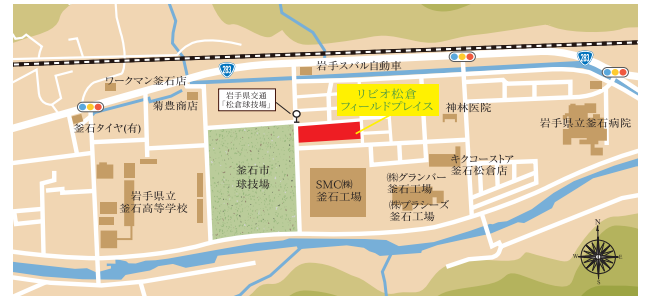 283
283
岩手スバル自動車
ワークマン釜石店
菊豊商店
岩手県交通
「松倉球技場」
リビオ松倉
フィールドプレイス
神林医院
釜石タイヤ(有)
岩手県立釜石病院
キクコーストア
釜石松倉店
釜石市
球技場
SMC㈱
釜石工場
㈱グランバー
釜石工場
㈱プラシーズ
釜石工場
岩手県立
釜石高等学校
N
W
E
S